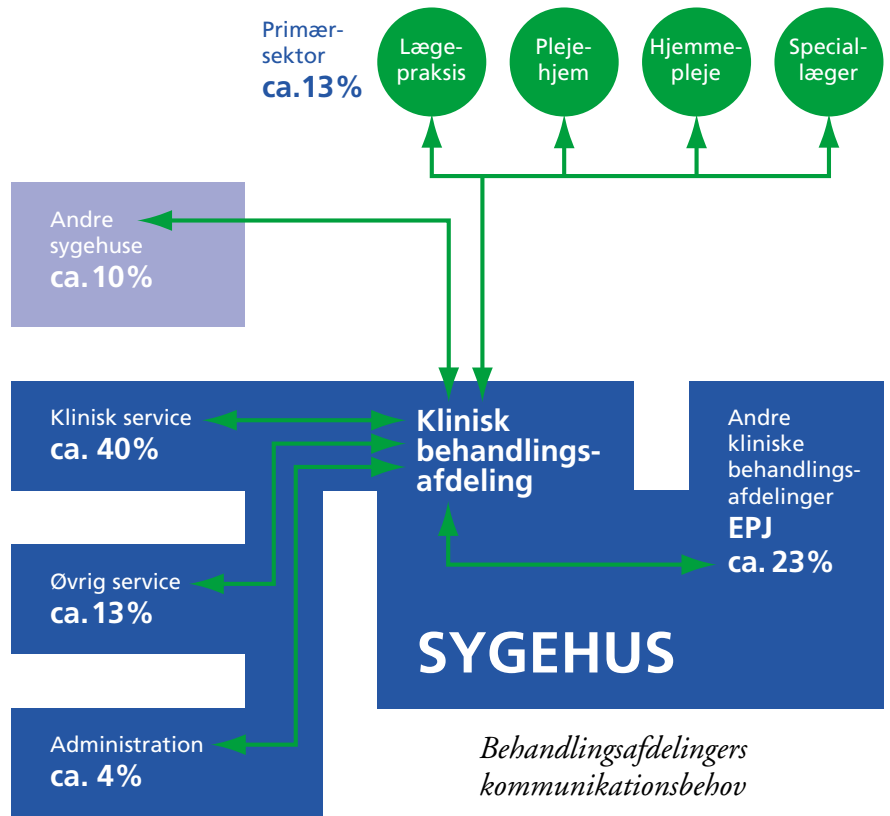 Primær-
sektor
ca.13%
Læge-
praksis
Pleje-
hjem
Hjemme-
pleje
Special-
læger
Andre
sygehuse
ca. 10%
Klinisk service
ca. 40%
Klinisk
behandlings-
afdeling
Andre
kliniske
behandlings-
afdelinger
EPJ
ca. 23%
Øvrig service
ca. 13%
SYGEHUS
Administration
ca. 4%
Behandlingsafdelingers
kommunikationsbehov